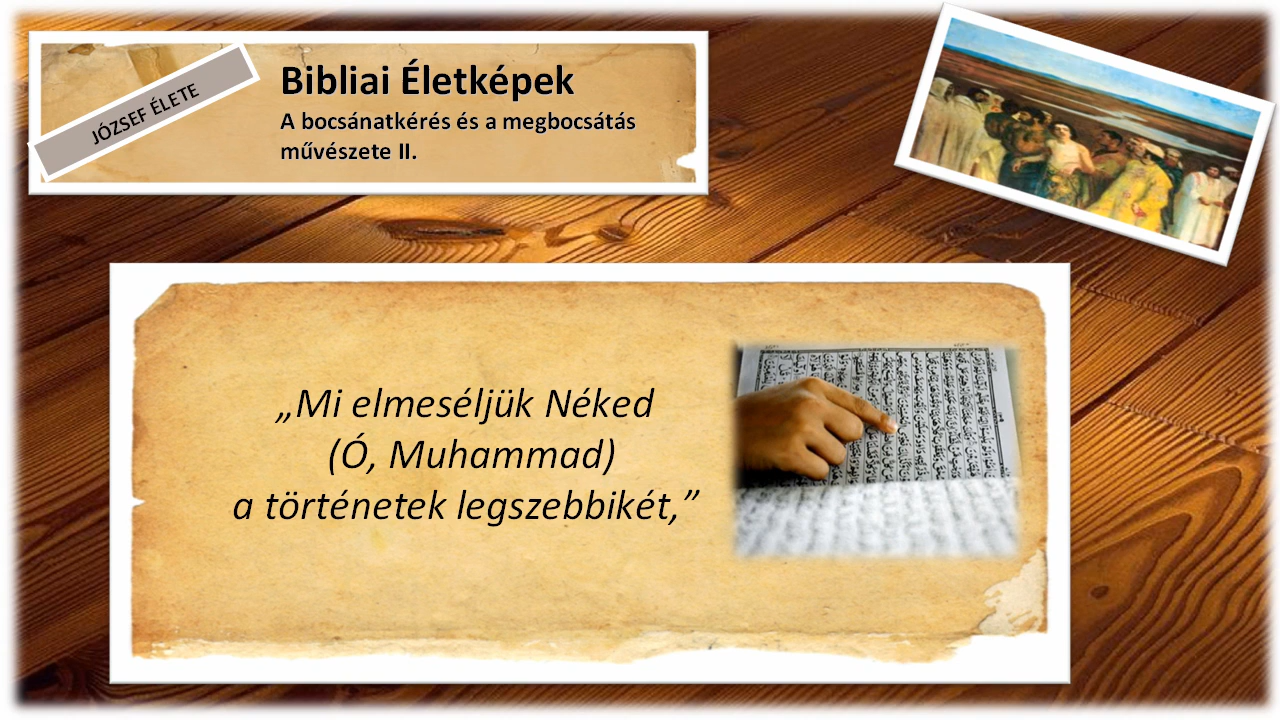 JÓZSEF ÉLETE
Bibliai Életképek
A bocsánatkérés és a megbocsátás
művészete II.
„Mi elmeséljük Néked
(Ó, Muhammad)
a történetek legszebbikét,”